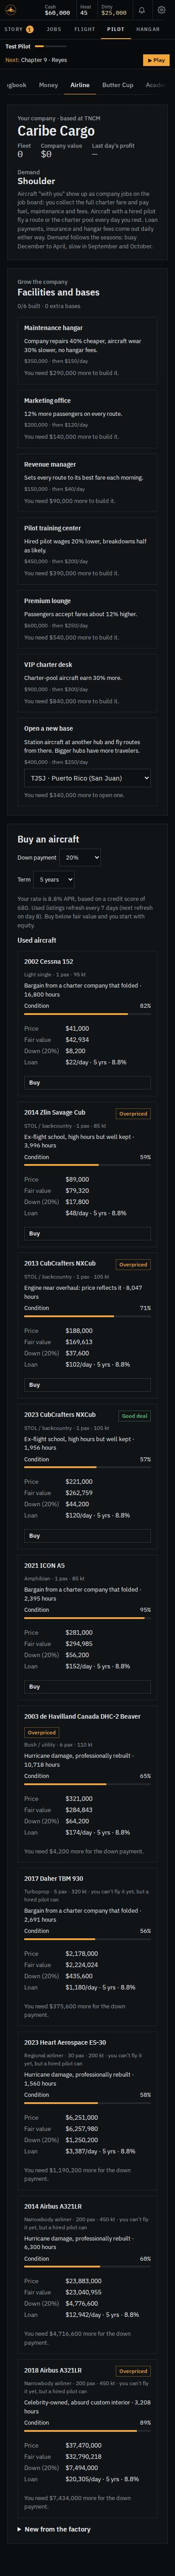 Cash
$60,000
Heat
45
Dirty
$25,000
STORY 1 JOBS FLIGHT PILOT HANGAR
Test Pilot
Next: Chapter 9 · Reyes
▶ Play
gbook Money Airline Butter Cup Acade
Your company · based at TNCM
Caribe Cargo
Fleet
0
Company value
$0
Last day's profit
—
Demand
Shoulder
Aircraft "with you" show up as company jobs on the
job board: you get the customer's full fare and pay
fuel, maintenance and fees. Aircraft with a hired pilot
fly a route or the charter pool every day you rest. Loan
payments, insurance and hangar fees come out daily
either way. Demand follows the seasons: busy
December to April, slow in September and October.
Grow the company
Facilities and bases
0/6 built · 0 extra bases
Maintenance hangar
Company repairs 40% cheaper, aircraft wear
30% slower, no hangar fees.
$350,000 · then $150/day
You need $290,000 more to build it.
Marketing office
12% more passengers on every route.
$200,000 · then $120/day
You need $140,000 more to build it.
Revenue manager
Sets every route to its best fare each morning.
$150,000 · then $40/day
You need $90,000 more to build it.
Pilot training center
Hired pilot wages 20% lower, breakdowns half
as likely.
$450,000 · then $200/day
You need $390,000 more to build it.
Premium lounge
Passengers accept fares about 12% higher.
$600,000 · then $250/day
You need $540,000 more to build it.
VIP charter desk
Charter-pool aircraft earn 30% more.
$900,000 · then $300/day
You need $840,000 more to build it.
Open a new base
Station aircraft at another hub and fly routes
from there. Bigger hubs have more travelers.
$400,000 · then $250/day
TJSJ · Puerto Rico (San Juan)
You need $340,000 more to open one.
Buy an aircraft
Down payment 20%
Term 5 years
Your rate is 8.8% APR, based on a credit score of
680. Used listings refresh every 7 days (next refresh
on day 8). Buy below fair value and you start with
equity.
Used aircraft
2002 Cessna 152
Light single · 1 pax · 95 kt
Bargain from a charter company that folded ·
16,800 hours
Condition 82%
Price $41,000
Fair value $42,934
Down (20%) $8,200
Loan $22/day · 5 yrs · 8.8%
Buy
2014 Zlin Savage Cub
Overpriced
STOL / backcountry · 1 pax · 85 kt
Ex-flight school, high hours but well kept ·
3,996 hours
Condition 59%
Price $89,000
Fair value $79,320
Down (20%) $17,800
Loan $48/day · 5 yrs · 8.8%
Buy
2013 CubCrafters NXCub
Overpriced
STOL / backcountry · 1 pax · 105 kt
Engine near overhaul: price reflects it · 8,047
hours
Condition 71%
Price $188,000
Fair value $169,613
Down (20%) $37,600
Loan $102/day · 5 yrs · 8.8%
Buy
2023 CubCrafters NXCub
Good deal
STOL / backcountry · 1 pax · 105 kt
Ex-flight school, high hours but well kept ·
1,956 hours
Condition 57%
Price $221,000
Fair value $262,759
Down (20%) $44,200
Loan $120/day · 5 yrs · 8.8%
Buy
2021 ICON A5
Amphibian · 1 pax · 85 kt
Bargain from a charter company that folded ·
2,395 hours
Condition 95%
Price $281,000
Fair value $294,985
Down (20%) $56,200
Loan $152/day · 5 yrs · 8.8%
Buy
2003 de Havilland Canada DHC-2 Beaver
Overpriced
Bush / utility · 6 pax · 110 kt
Hurricane damage, professionally rebuilt ·
10,718 hours
Condition 65%
Price $321,000
Fair value $284,843
Down (20%) $64,200
Loan $174/day · 5 yrs · 8.8%
You need $4,200 more for the down payment.
2017 Daher TBM 930
Turboprop · 5 pax · 320 kt · you can't fly it yet, but a
hired pilot can
Bargain from a charter company that folded ·
2,691 hours
Condition 56%
Price $2,178,000
Fair value $2,224,024
Down (20%) $435,600
Loan $1,180/day · 5 yrs · 8.8%
You need $375,600 more for the down
payment.
2023 Heart Aerospace ES-30
Regional airliner · 30 pax · 200 kt · you can't fly it
yet, but a hired pilot can
Hurricane damage, professionally rebuilt ·
1,560 hours
Condition 58%
Price $6,251,000
Fair value $6,257,980
Down (20%) $1,250,200
Loan $3,387/day · 5 yrs · 8.8%
You need $1,190,200 more for the down
payment.
2014 Airbus A321LR
Narrowbody airliner · 200 pax · 450 kt · you can't fly
it yet, but a hired pilot can
Hurricane damage, professionally rebuilt ·
6,300 hours
Condition 68%
Price $23,883,000
Fair value $23,040,955
Down (20%) $4,776,600
Loan $12,942/day · 5 yrs · 8.8%
You need $4,716,600 more for the down
payment.
2018 Airbus A321LR
Overpriced
Narrowbody airliner · 200 pax · 450 kt · you can't fly
it yet, but a hired pilot can
Celebrity-owned, absurd custom interior · 3,208
hours
Condition 89%
Price $37,470,000
Fair value $32,790,218
Down (20%) $7,494,000
Loan $20,305/day · 5 yrs · 8.8%
You need $7,434,000 more for the down
payment.
▶ New from the factory